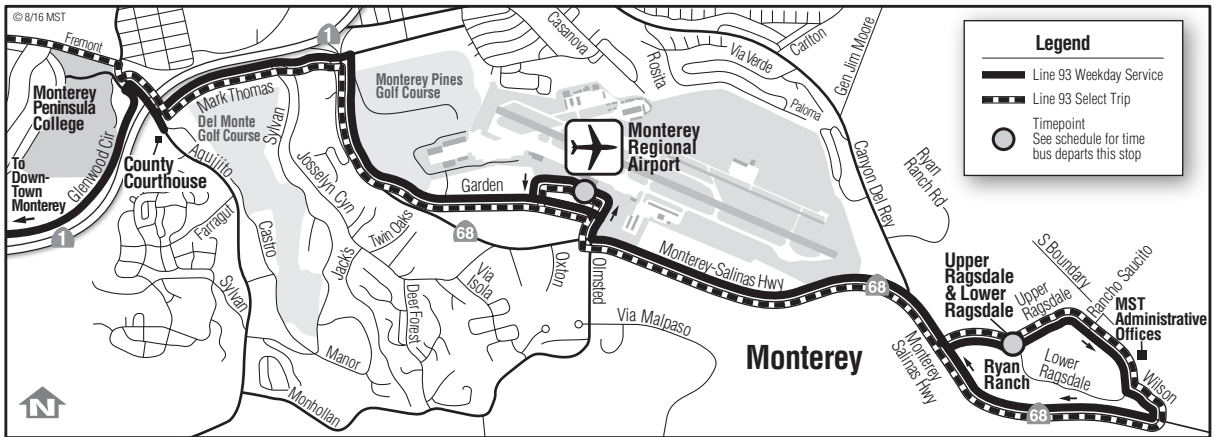 © 8/16 MST
Fremont
1
Monterey
Peninsula
College
To
Down-
Town
Monterey
Glenwood Cir
1
County
Courthouse
Mark Thomas
Del Monte
Golf Course
Aguajito
Sylvan
Josselyn Cyn
Farragut
Castro
Sylvan
Jacks
Twin Oaks
Deer Forest
Manor
Monhollan
N
Monterey Pines
Golf Course
Garden
68
Via
Isola
Oxton
Olmsted
Via Malpaso
Monterey
Regional
Airport
Casanova
Rosita
Via Verde
Carlton
Gen Jim Moore
Paloma
Canyon Del Rey
Ryan
Ranch Rd
Monterey-Salinas Hwy
68
Monterey
Monterey
Salinas Hwy
Upper
Ragsdale
& Lower
Ragsdale
Upper
Ragsdale
S.Boundary
Rancho Saucito
MST
Administrative
Offices
Ryan
Ranch
Lower
Ragsdale
Wilson
68
Legend
Line 93 Weekday Service
Line 93 Select Trip
Timepoint
See schedule for time
bus departs this stop